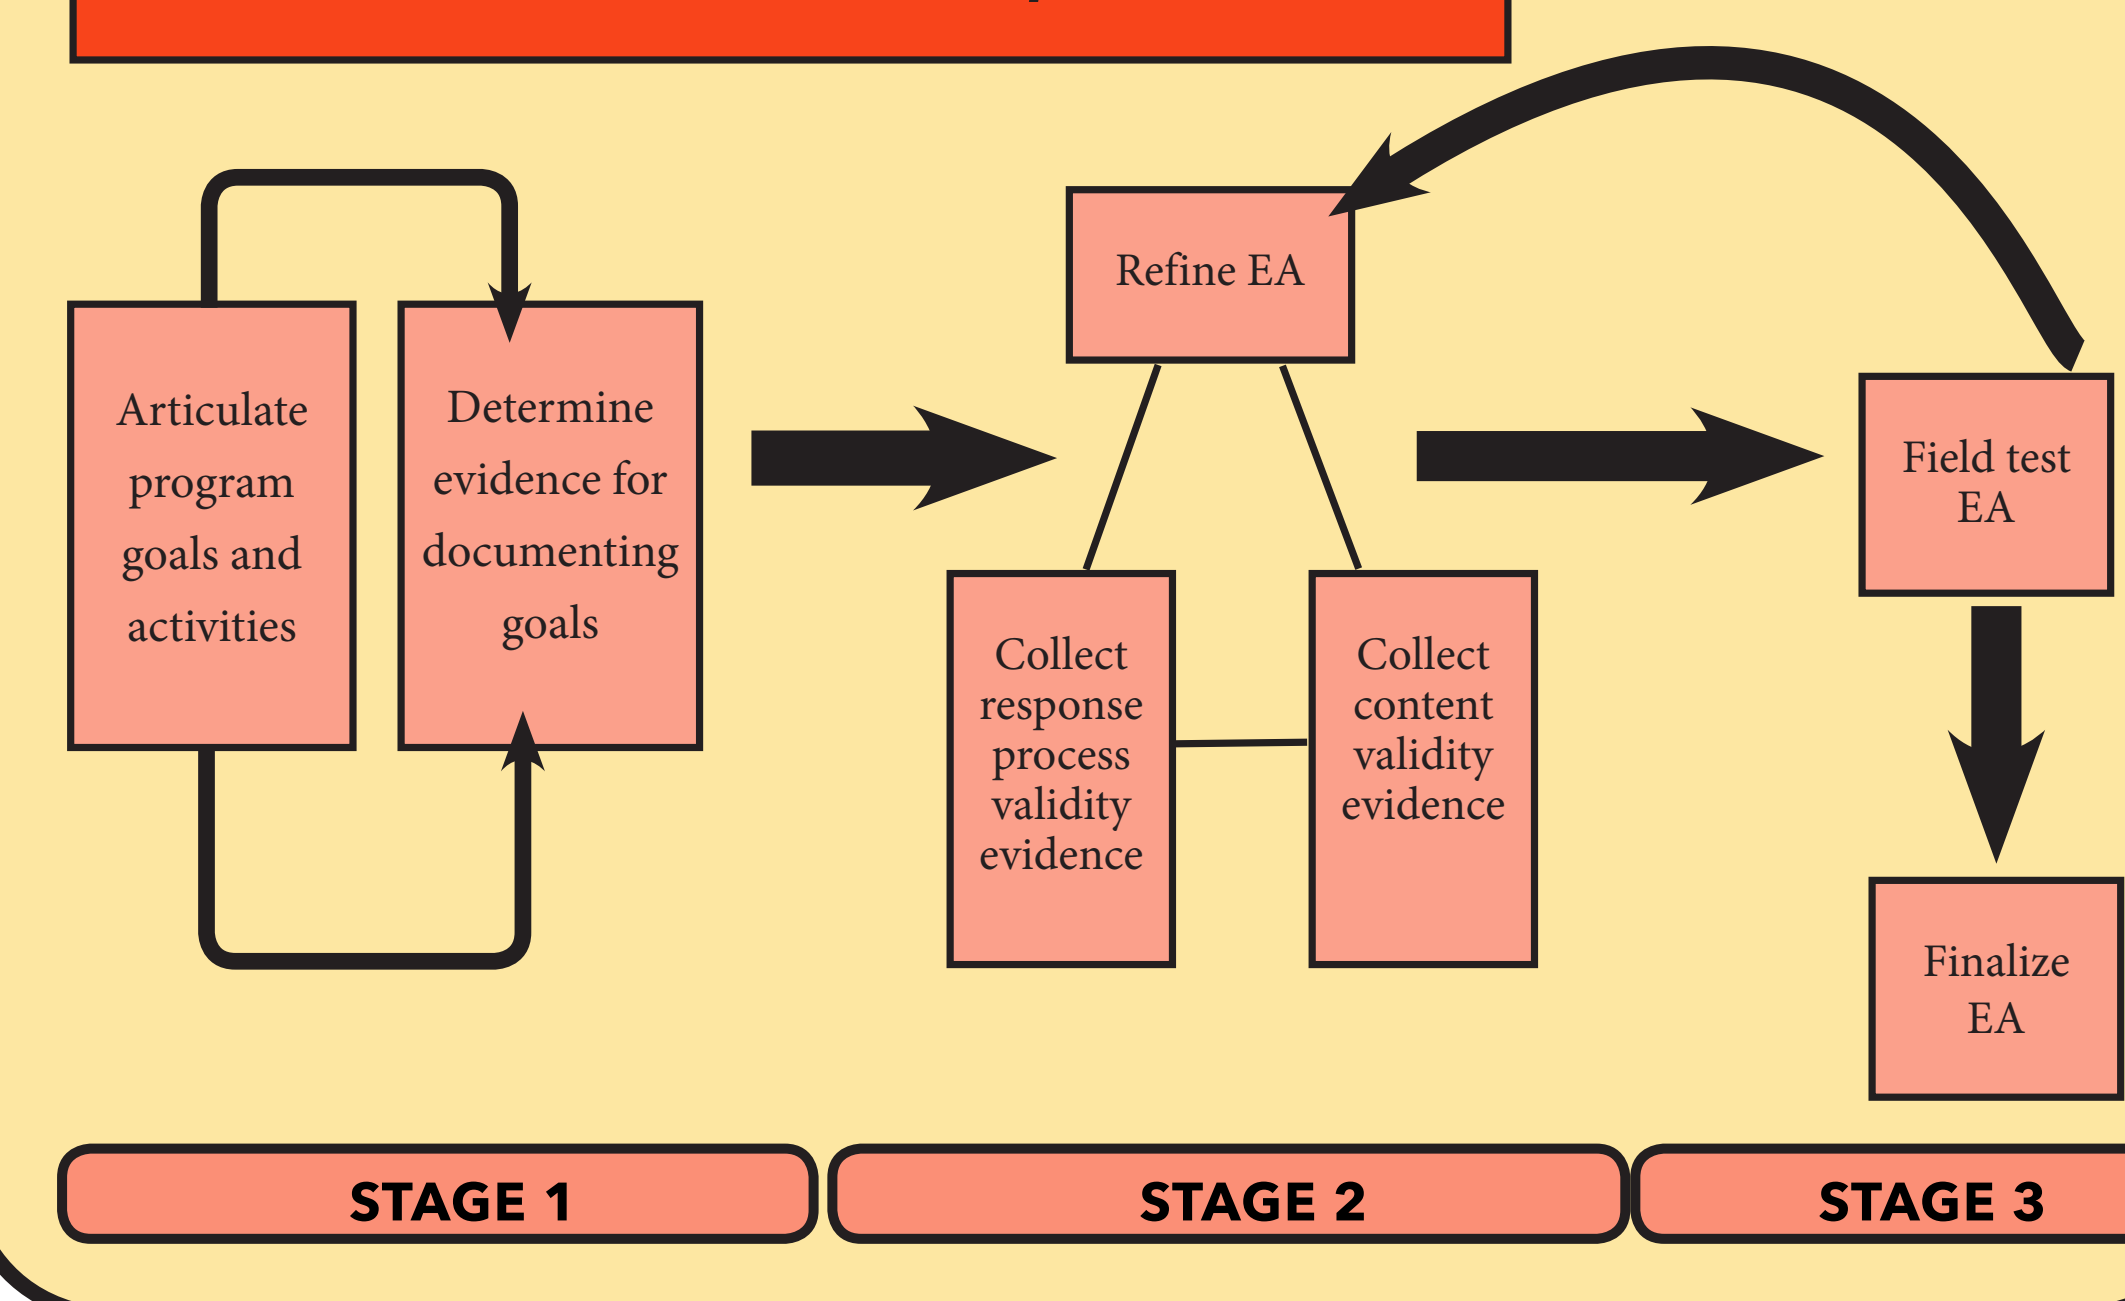 Articulate
program
goals and
activities
Determine
evidence for
documenting
goals
Refine EA
Collect
response
process
validity
evidence
Collect
content
validity
evidence
Field test
EA
Finalize
EA
STAGE 1
STAGE 2
STAGE 3